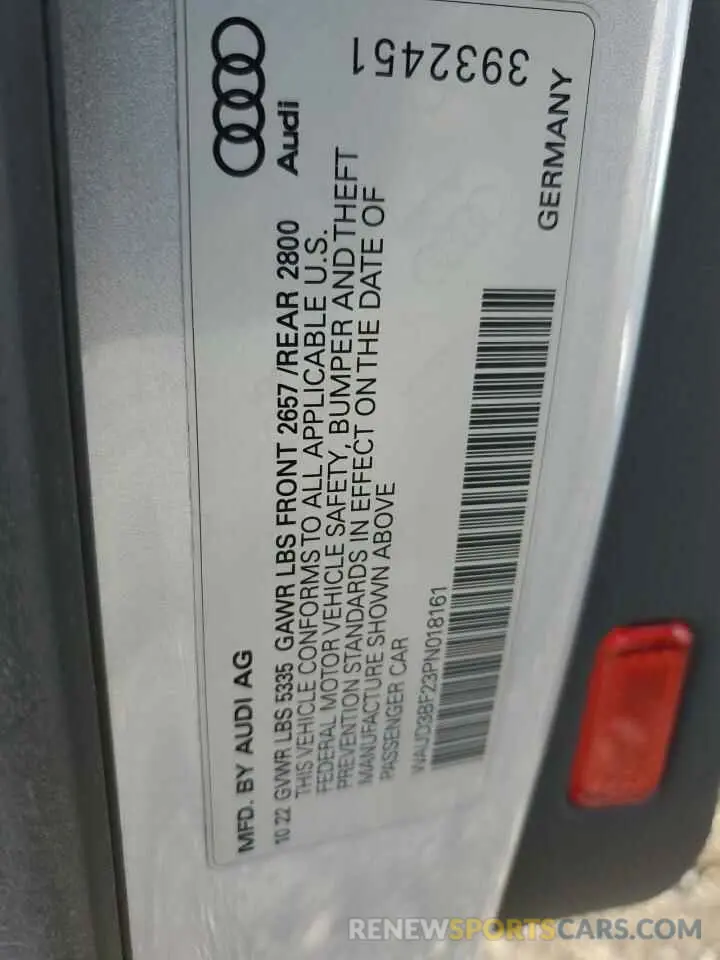 MFD. BY AUDI AG
Audi
10 22 GVWR LBS 5335 GAWR LBS FRONT 2657 /REAR 2800
THIS VEHICLE CONFORMS TO ALL APPLICABLE U.S.
FEDERAL MOTOR VEHICLE SAFETY, BUMPER AND THEFT
PREVENTION STANDARDS IN EFFECT ON THE DATE OF
MANUFACTURE SHOWN ABOVE
PASSENGER CAR
WAUD3BF23PN018161
3932451
GERMANY
RENEWSPORTSCARS.COM